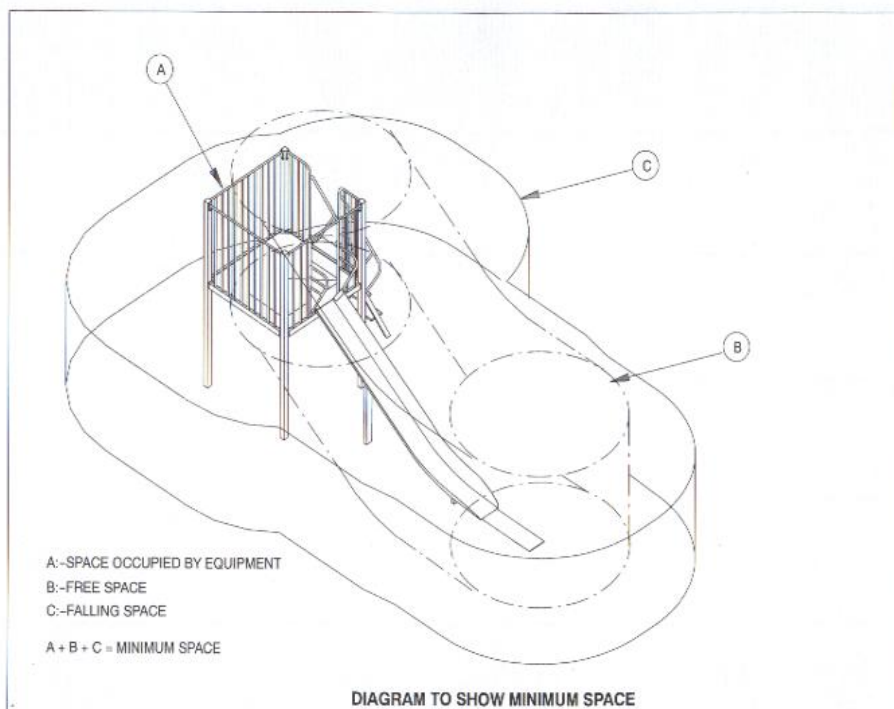 A
C
B
A:-SPACE OCCUPIED BY EQUIPMENT
B:-FREE SPACE
C:-FALLING SPACE
A + B + C = MINIMUM SPACE
DIAGRAM TO SHOW MINIMUM SPACE